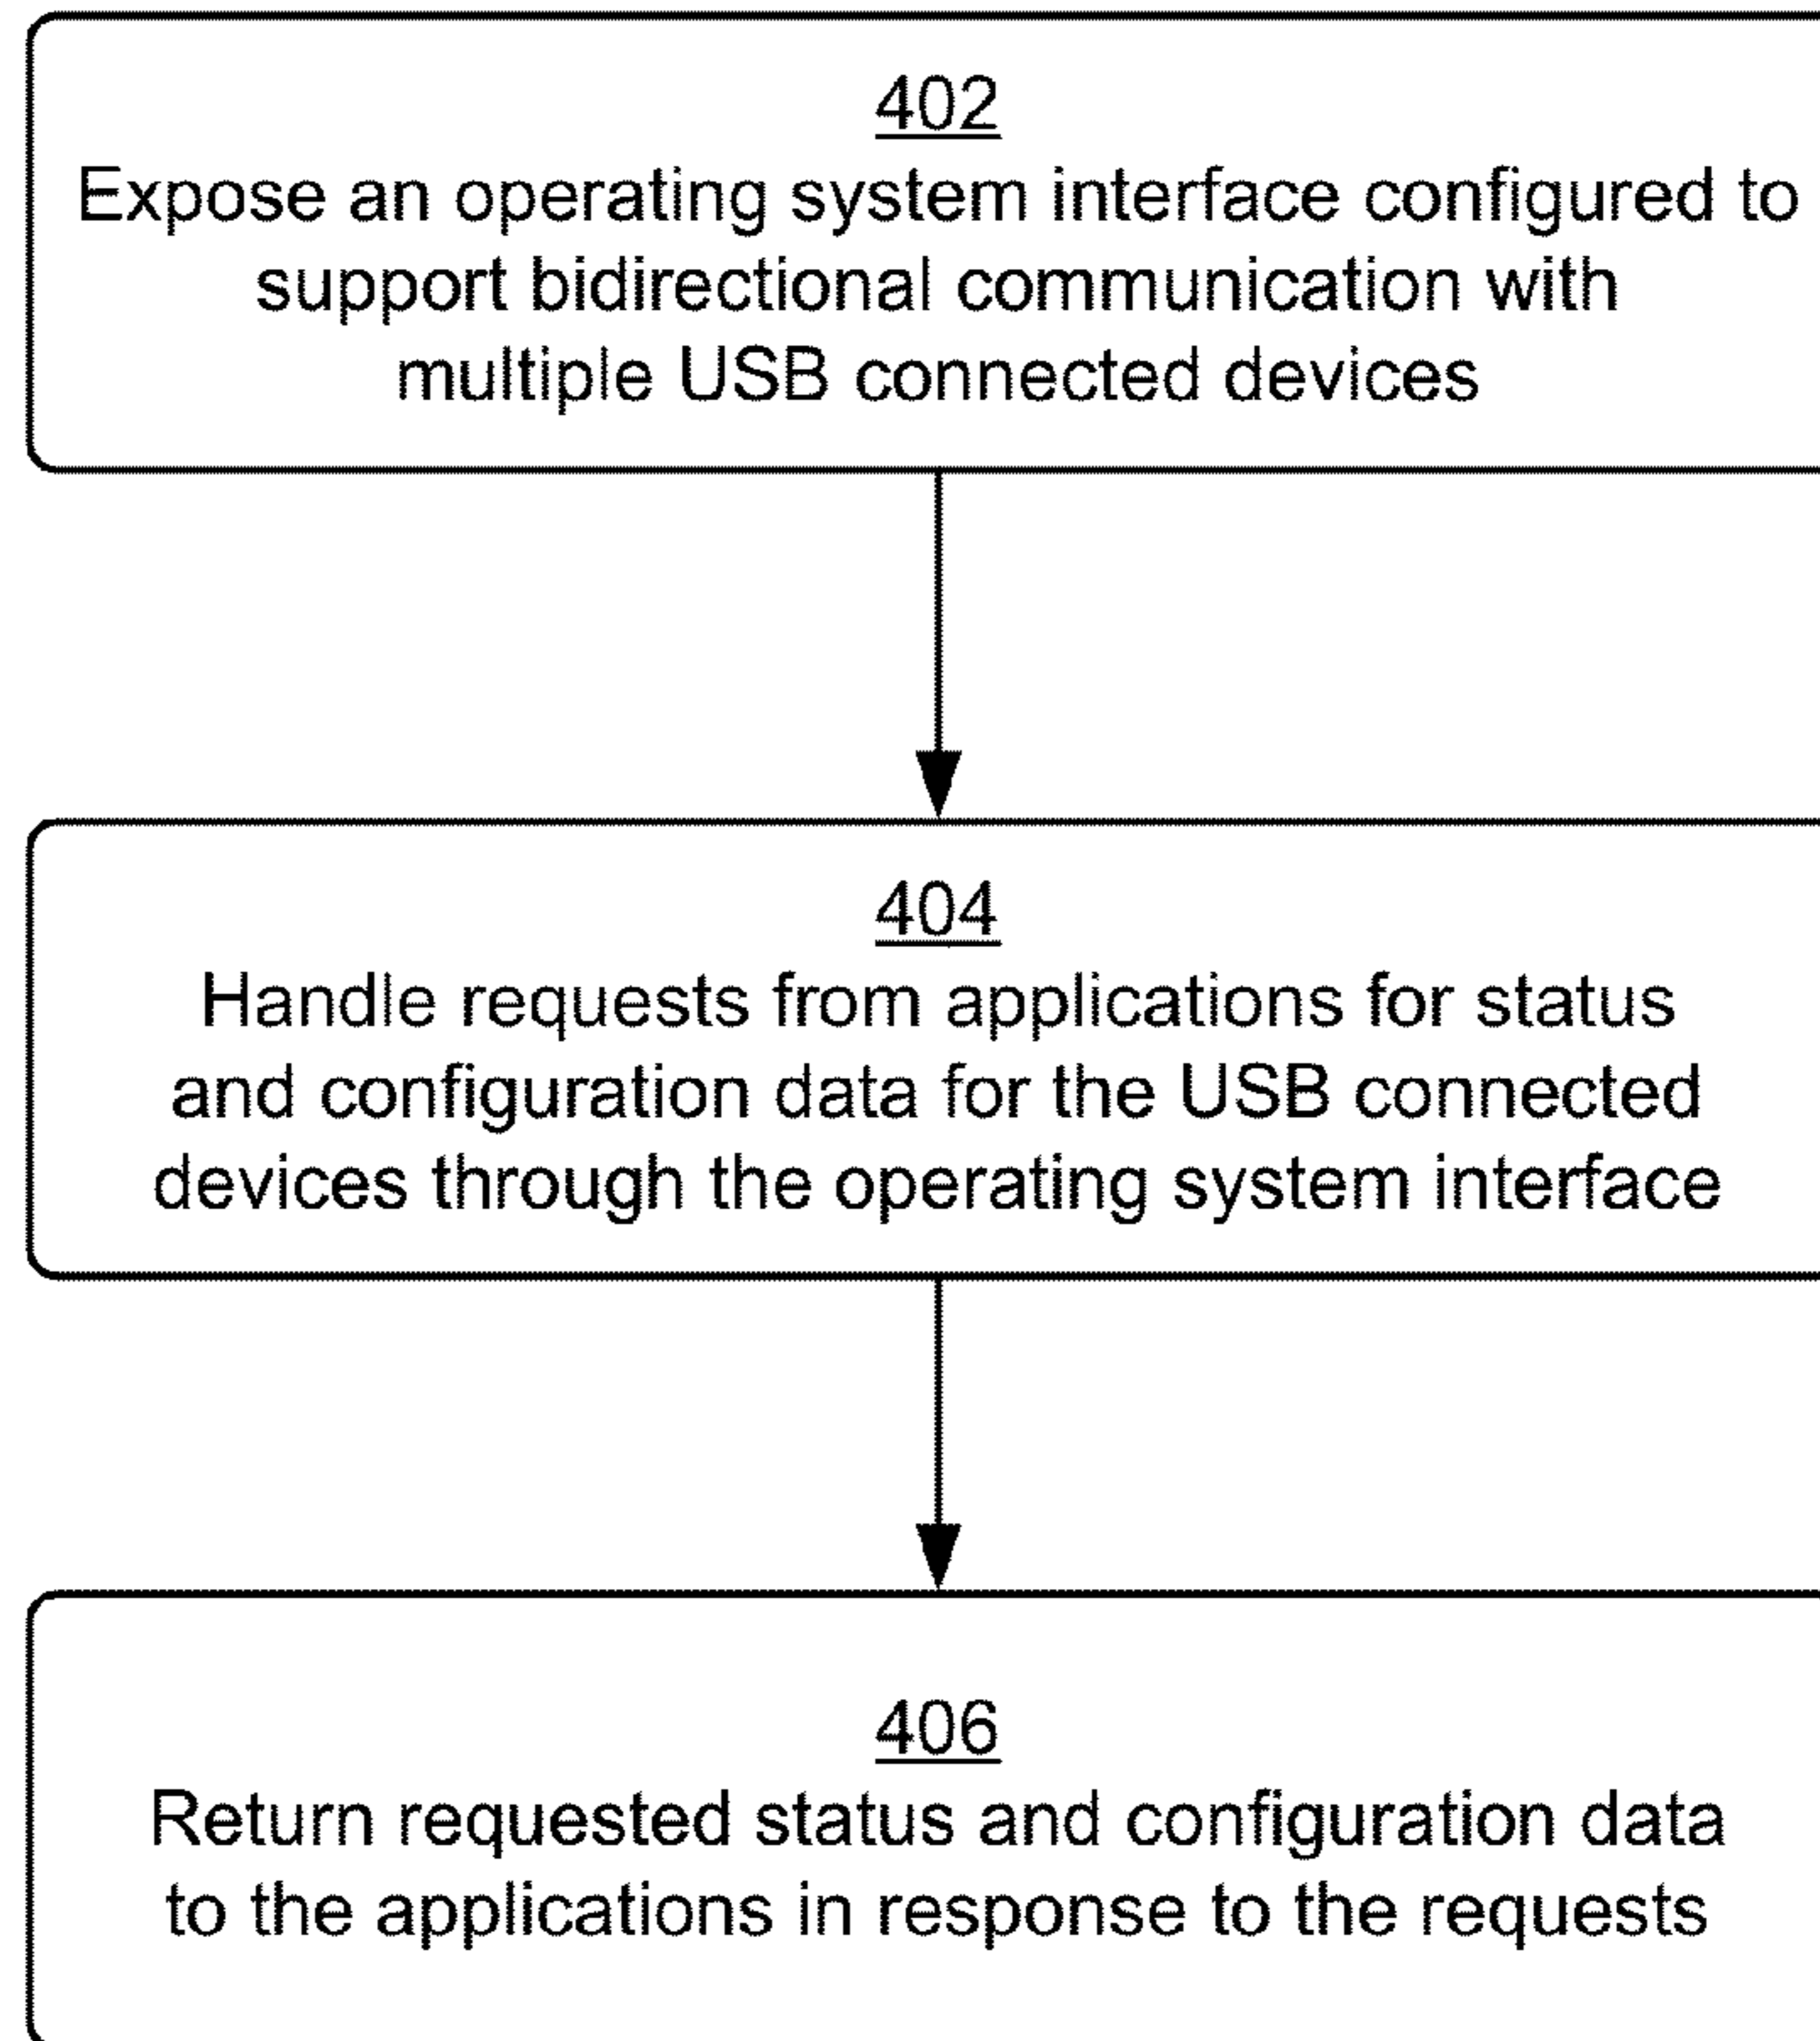 402
Expose an operating system interface configured to
support bidirectional communication with
multiple USB connected devices
404
Handle requests from applications for status
and configuration data for the USB connected
devices through the operating system interface
406
Return requested status and configuration data
to the applications in response to the requests